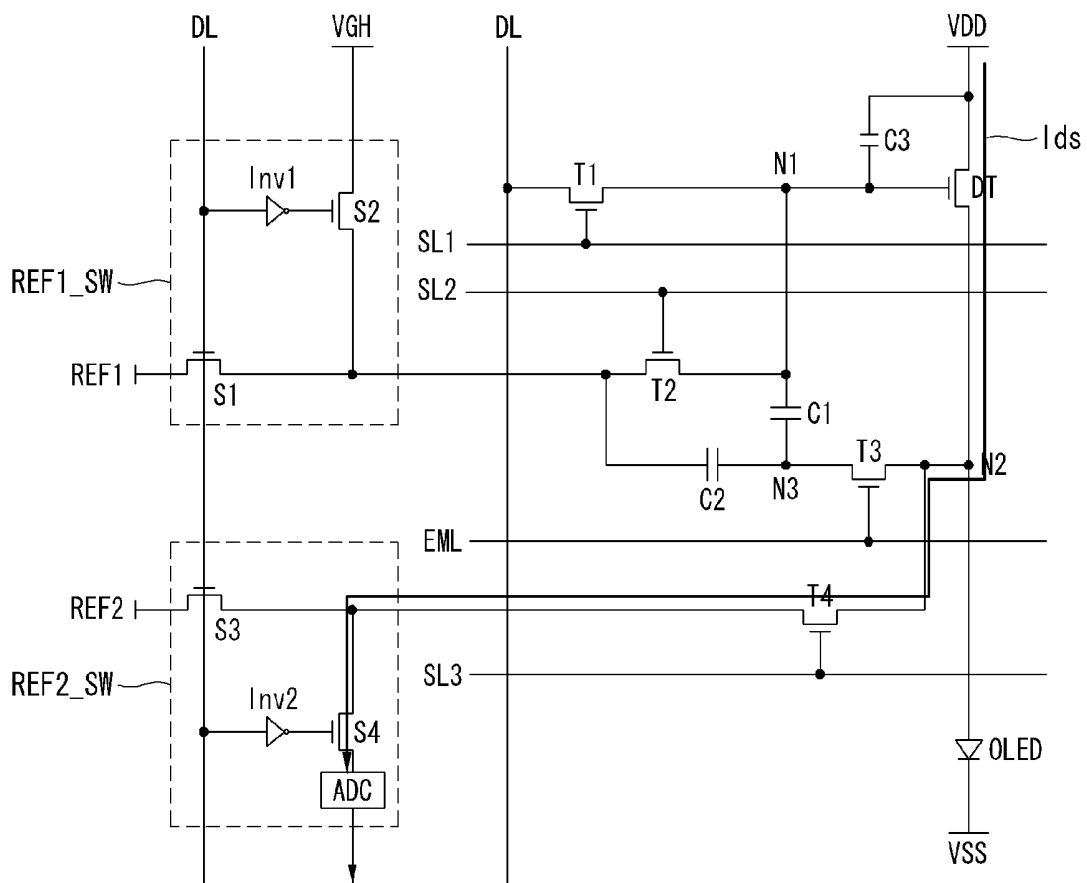 DL
VGH
DL
VDD
Inv1
S2
T1
N1
C3
DT
Ids
SL1
REF1_SW
SL2
REF1
S1
T2
C1
T3
C2
N3
N2
EML
REF2
S3
T4
REF2_SW
SL3
Inv2
S4
OLED
ADC
VSS